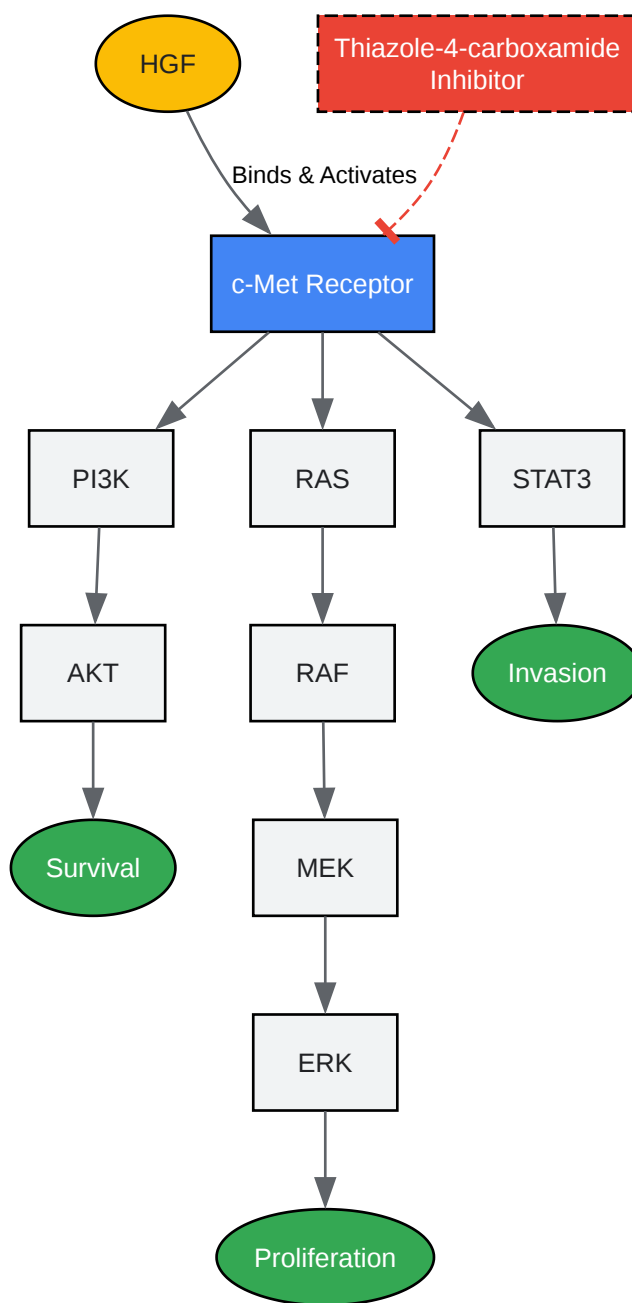 HGF
Thiazole-4-carboxamide
Inhibitor
Binds & Activates
c-Met Receptor
PI3K
RAS
STAT3
AKT
RAF
Invasion
Survival
MEK
ERK
Proliferation